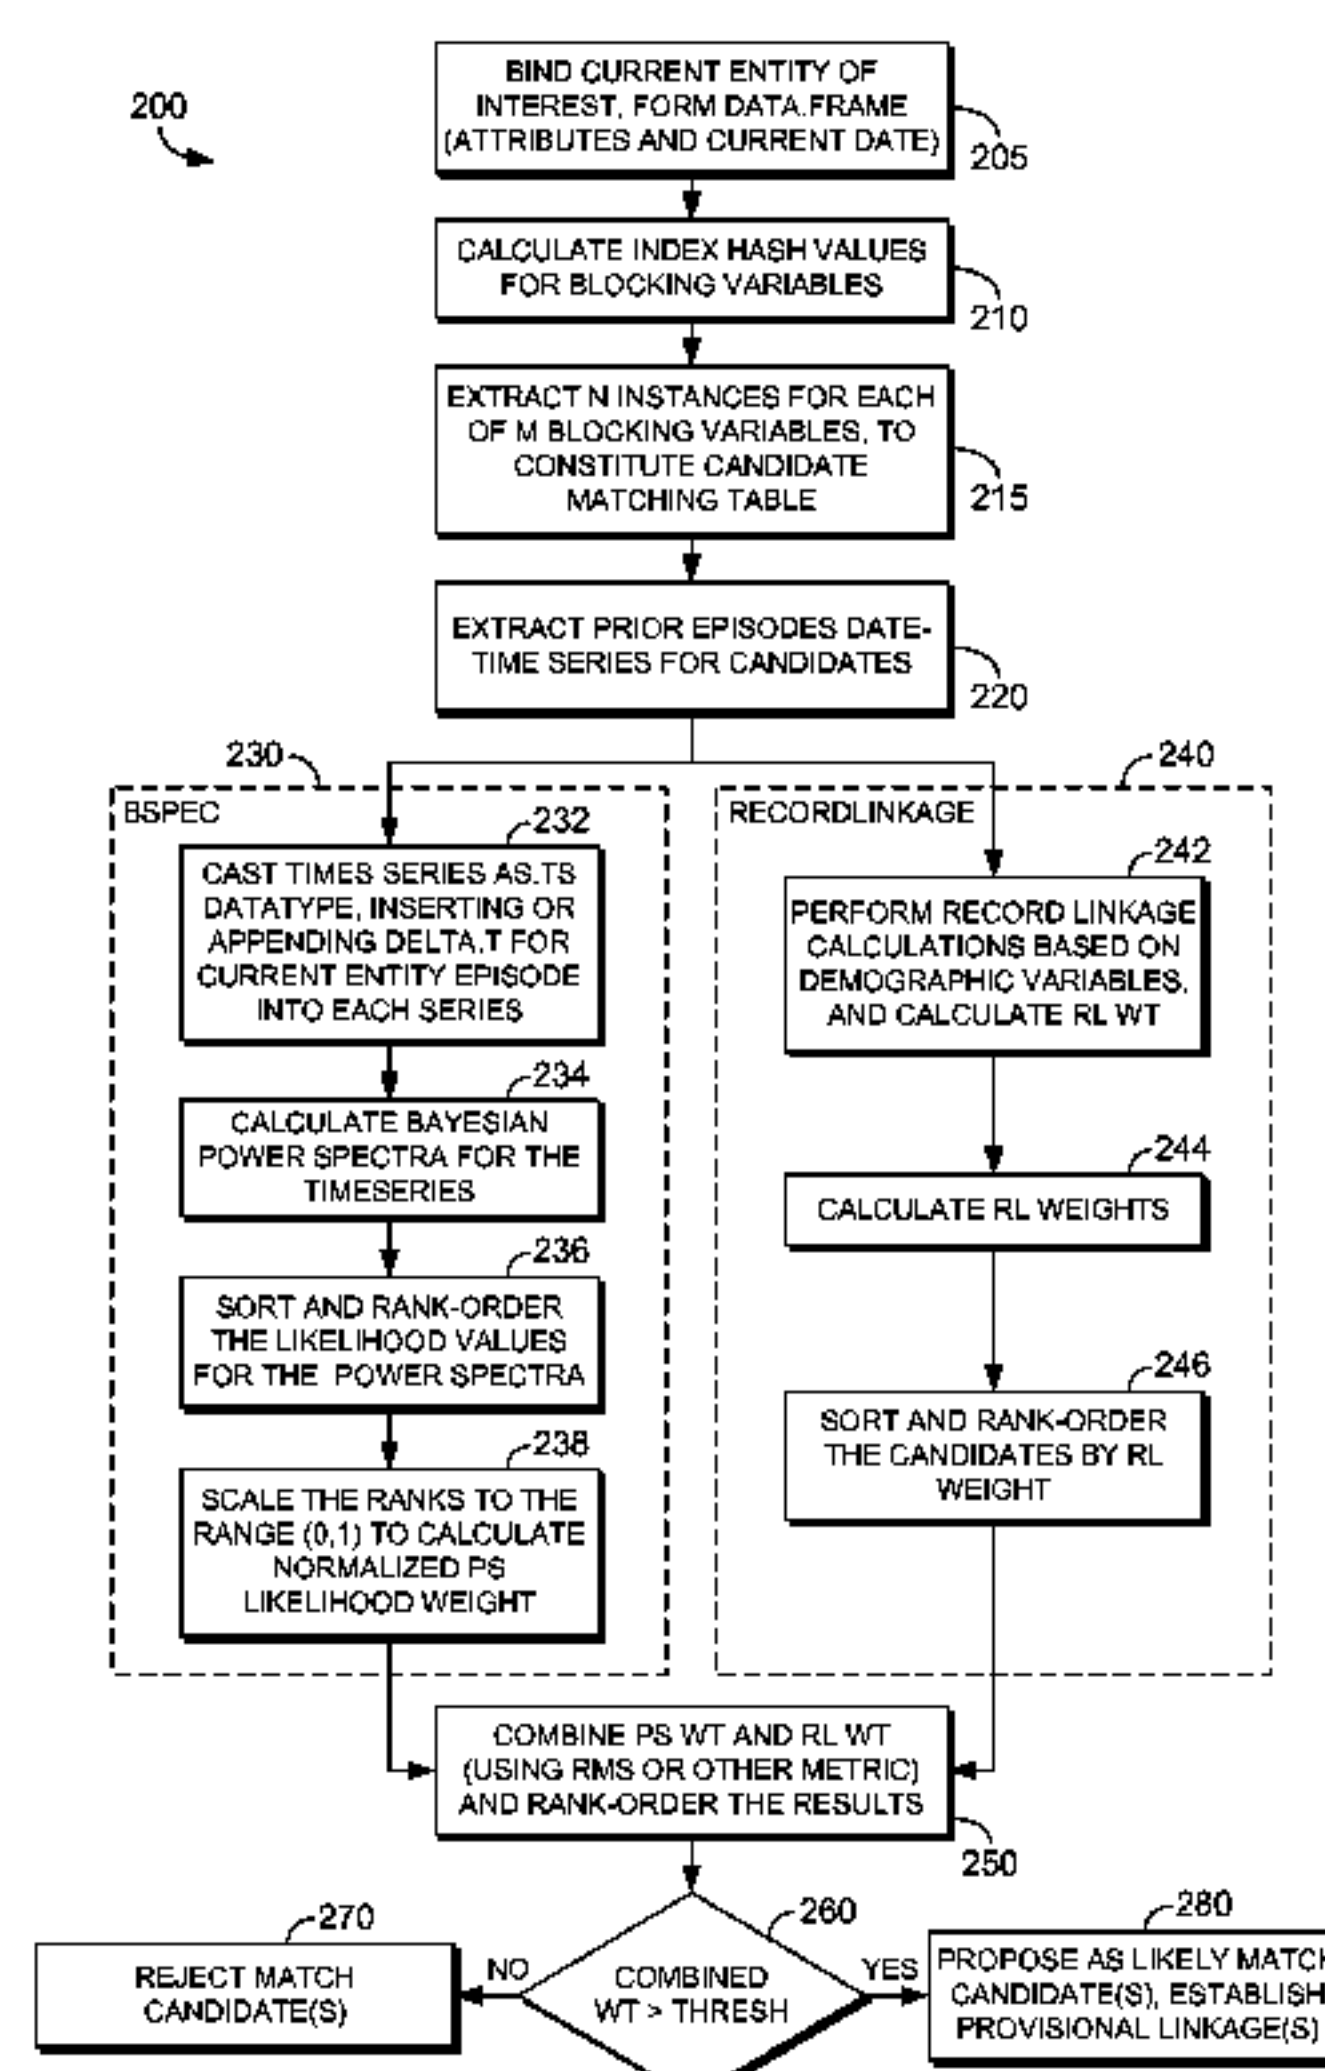 200
BIND CURRENT ENTITY OF
INTEREST, FORM DATA.FRAME
(ATTRIBUTES AND CURRENT DATE)
205
CALCULATE INDEX HASH VALUES
FOR BLOCKING VARIABLES
210
EXTRACT N INSTANCES FOR EACH
OF M BLOCKING VARIABLES, TO
CONSTITUTE CANDIDATE
MATCHING TABLE
215
EXTRACT PRIOR EPISODES DATE-
TIME SERIES FOR CANDIDATES
220
230
BSPEC
232
CAST TIMES SERIES AS.TS
DATATYPE, INSERTING OR
APPENDING DELTA.T FOR
CURRENT ENTITY EPISODE
INTO EACH SERIES
234
CALCULATE BAYESIAN
POWER SPECTRA FOR THE
TIMESERIES
236
SORT AND RANK-ORDER
THE LIKELIHOOD VALUES
FOR THE POWER SPECTRA
238
SCALE THE RANKS TO THE
RANGE (0,1) TO CALCULATE
NORMALIZED PS
LIKELIHOOD WEIGHT
240
RECORDLINKAGE
242
PERFORM RECORD LINKAGE
CALCULATIONS BASED ON
DEMOGRAPHIC VARIABLES,
AND CALCULATE RL WT
244
CALCULATE RL WEIGHTS
246
SORT AND RANK-ORDER
THE CANDIDATES BY RL
WEIGHT
COMBINE PS WT AND RL WT
(USING RMS OR OTHER METRIC)
AND RANK-ORDER THE RESULTS
250
260
COMBINED
WT > THRESH
NO
270
REJECT MATCH
CANDIDATE(S)
YES
280
PROPOSE AS LIKELY MATCH
CANDIDATE(S), ESTABLISH
PROVISIONAL LINKAGE(S)